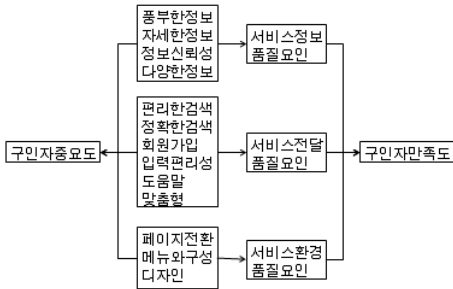 풍부한정보
자세한정보
정보신뢰성
다양한정보
서비스정보
품질요인
편리한검색
정확한검색
회원가입
입력편리성
도움말
맞춤형
구인자중요도
서비스전달
품질요인
구인자만족도
페이지전환
메뉴와구성
디자인
서비스환경
품질요인